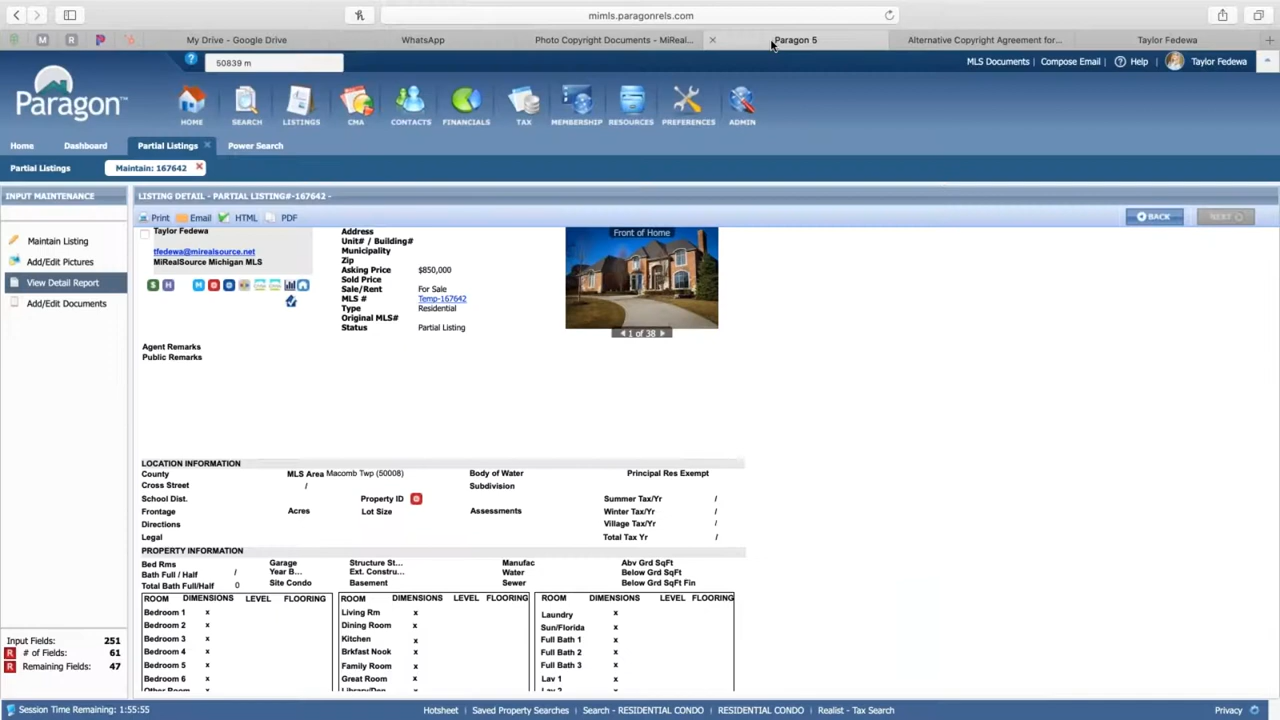 mimls.paragonrels.com
M R P
My Drive - Google Drive WhatsApp Photo Copyright Documents - MiReal... Paragon 5 Alternative Copyright Agreement for... Taylor Fedewa
50839 m MLS Documents Compose Email Help Taylor Fedewa
Paragon™
HOME SEARCH LISTINGS CMA CONTACTS FINANCIALS TAX MEMBERSHIP RESOURCES PREFERENCES ADMIN
Home Dashboard Partial Listings Power Search
Partial Listings Maintain: 167642
INPUT MAINTENANCE LISTING DETAIL - PARTIAL LISTING#-167642 -
Print Email HTML PDF BACK NEXT
Maintain Listing
Add/Edit Pictures
View Detail Report
Add/Edit Documents
Taylor Fedewa
tfedewa@mirealsource.net
MiRealSource Michigan MLS
Address
Unit# / Building#
Municipality
Zip
Asking Price $850,000
Sold Price
Sale/Rent For Sale
MLS # Temp-167642
Type Residential
Original MLS#
Status Partial Listing
Front of Home
1 of 38
Agent Remarks
Public Remarks
LOCATION INFORMATION
County MLS Area Macomb Twp (50008) Body of Water Principal Res Exempt
Cross Street / Subdivision
School Dist. Property ID Summer Tax/Yr /
Frontage Acres Lot Size Assessments Winter Tax/Yr /
Directions Village Tax/Yr /
Legal Total Tax Yr /
PROPERTY INFORMATION
Bed Rms Garage Structure St... Manufac Abv Grd SqFt
Bath Full / Half / Year B... Ext. Constru... Water Below Grd SqFt
Total Bath Full/Half 0 Site Condo Basement Sewer Below Grd SqFt Fin
ROOM DIMENSIONS LEVEL FLOORING ROOM DIMENSIONS LEVEL FLOORING ROOM DIMENSIONS LEVEL FLOORING
Bedroom 1 x Living Rm x Laundry x
Bedroom 2 x Dining Room x Sun/Florida x
Bedroom 3 x Kitchen x Full Bath 1 x
Bedroom 4 x Brkfast Nook x Full Bath 2 x
Bedroom 5 x Family Room x Full Bath 3 x
Bedroom 6 x Great Room x Lav 1 x
Other Room x Library/Den x Lav 2 x
Input Fields: 251
R # of Fields: 61
R Remaining Fields: 47
Session Time Remaining: 1:55:55 Hotsheet | Saved Property Searches | Search - RESIDENTIAL CONDO | RESIDENTIAL CONDO | Realist - Tax Search Privacy